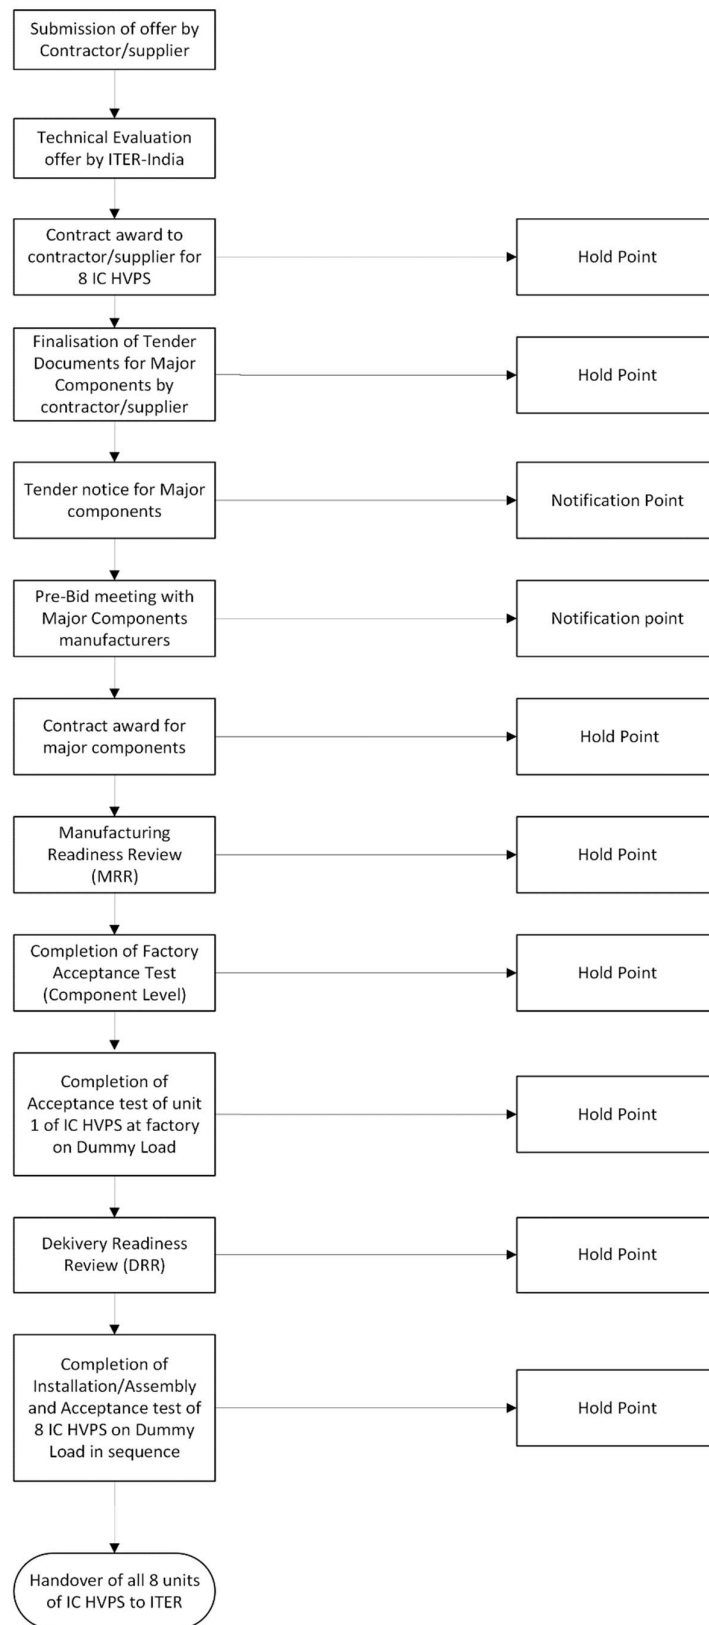 Submission of offer by
Contractor/supplier
Technical Evaluation
offer by ITER-India
Contract award to
contractor/supplier for
8 IC HVPS
Hold Point
Finalisation of Tender
Documents for Major
Components by
contractor/supplier
Hold Point
Tender notice for Major
components
Notification Point
Pre-Bid meeting with
Major Components
manufacturers
Notification point
Contract award for
major components
Hold Point
Manufacturing
Readiness Review
(MRR)
Hold Point
Completion of Factory
Acceptance Test
(Component Level)
Hold Point
Completion of
Acceptance test of unit
1 of IC HVPS at factory
on Dummy Load
Hold Point
Dekivery Readiness
Review (DRR)
Hold Point
Completion of
Installation/Assembly
and Acceptance test of
8 IC HVPS on Dummy
Load in sequence
Hold Point
Handover of all 8 units
of IC HVPS to ITER